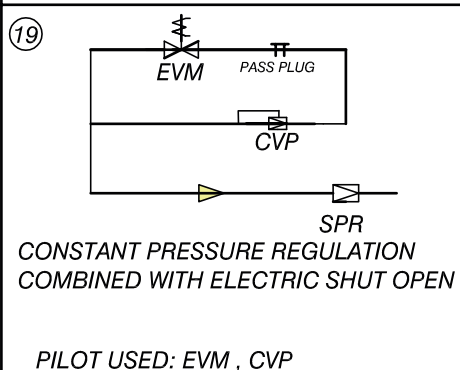 19
EVM
PASS PLUG
CVP
SPR
CONSTANT PRESSURE REGULATION
COMBINED WITH ELECTRIC SHUT OPEN
PILOT USED: EVM , CVP